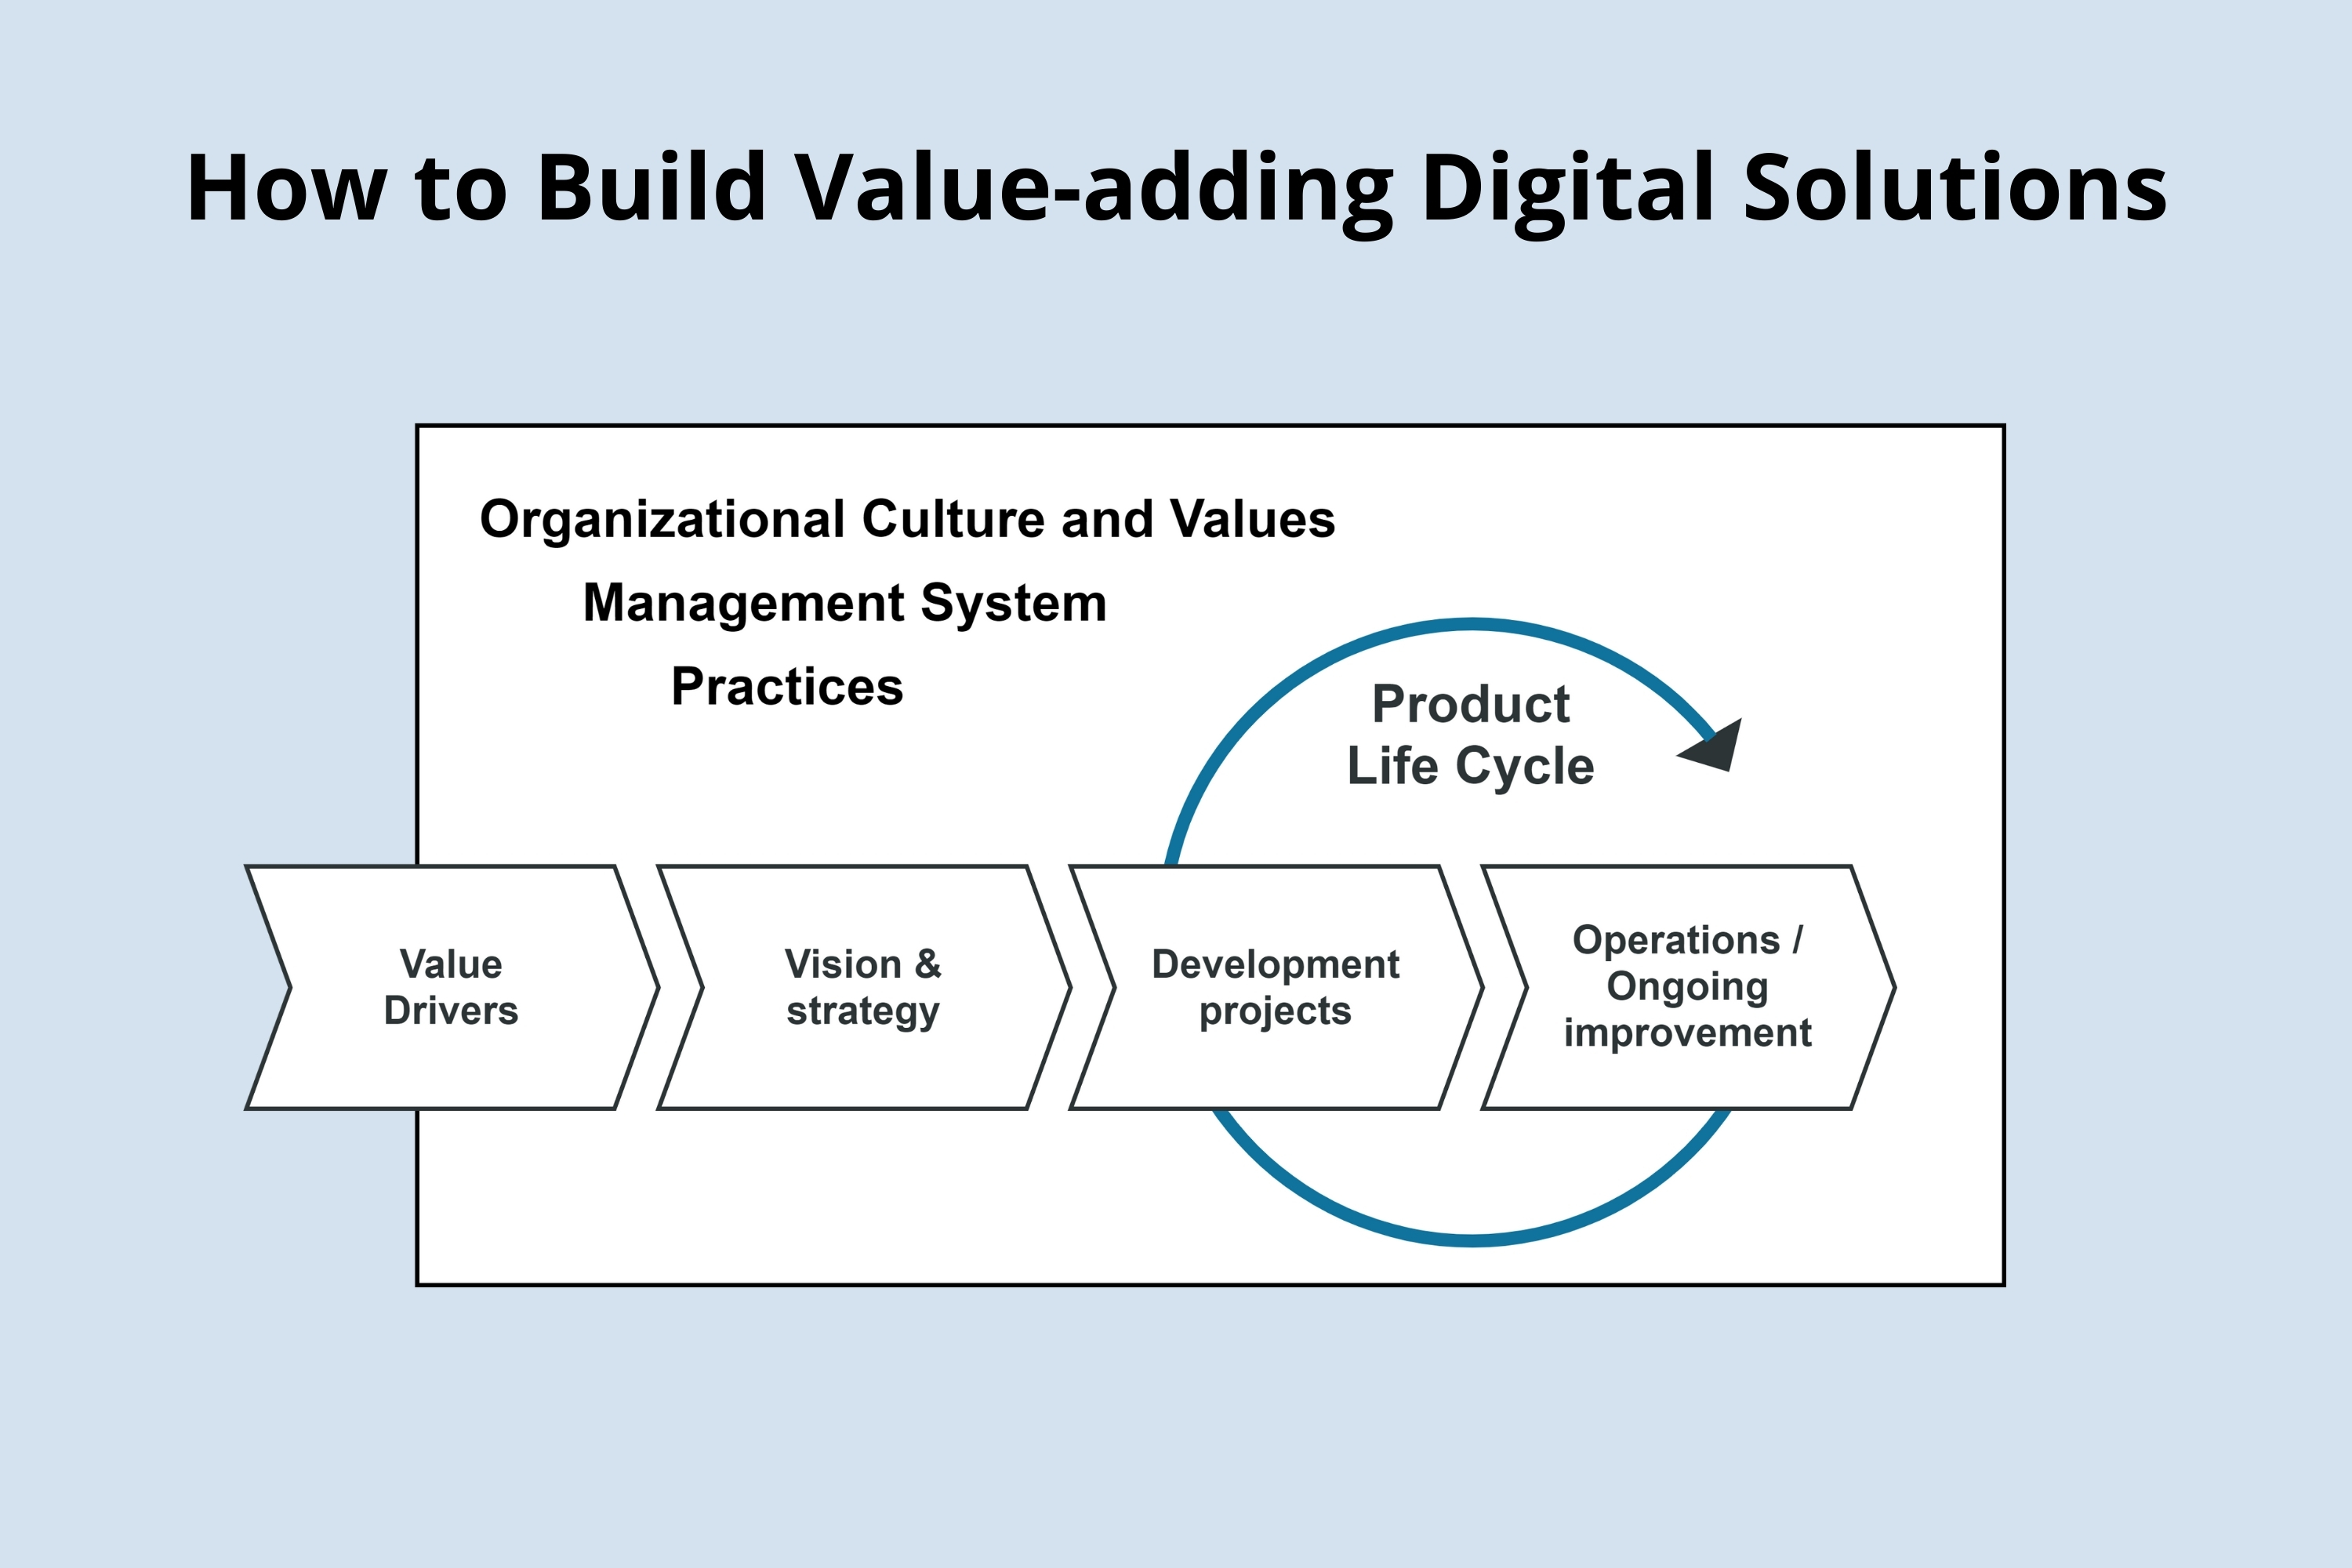 How to Build Value-adding Digital Solutions
Organizational Culture and Values
Management System
Practices
Product
Life Cycle
Value
Drivers
Vision &
strategy
Development
projects
Operations /
Ongoing
improvement